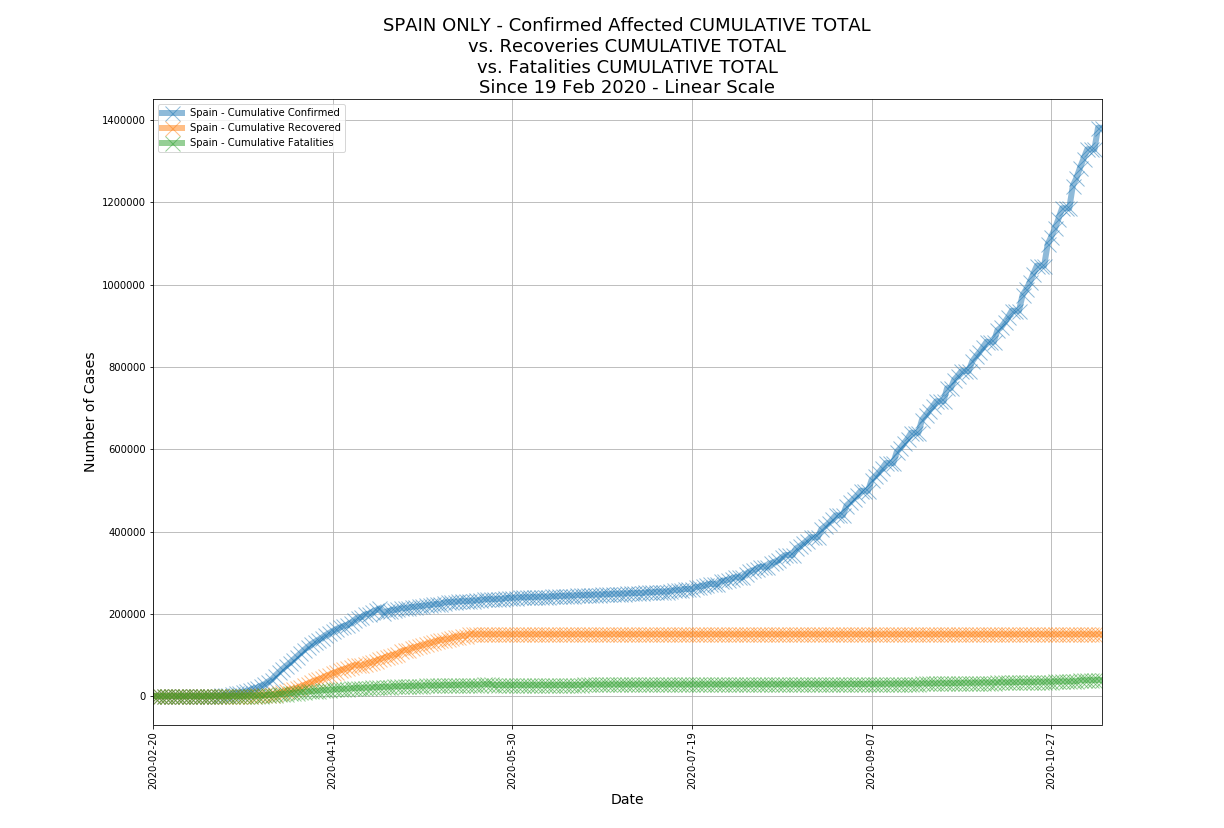 SPAIN ONLY - Confirmed Affected CUMULATIVE TOTAL
vs. Recoveries CUMULATIVE TOTAL
vs. Fatalities CUMULATIVE TOTAL
Since 19 Feb 2020 - Linear Scale
Spain - Cumulative Confirmed
Spain - Cumulative Recovered
Spain - Cumulative Fatalities
1400000
1200000
1000000
800000
600000
400000
200000
0
Number of Cases
2020-02-20
2020-04-10
2020-05-30
2020-07-19
2020-09-07
2020-10-27
Date